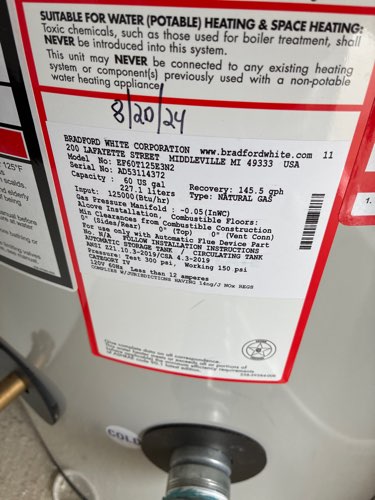 SUITABLE FOR WATER (POTABLE) HEATING & SPACE HEATING:
Toxic chemicals, such as those used for boiler treatment, shall
NEVER be introduced into this system.
This unit may NEVER be connected to any existing heating
system or component(s) previously used with a non-potable
water heating appliance.
8/20/24
BRADFORD WHITE CORPORATION www.bradfordwhite.com 11
200 LAFAYETTE STREET MIDDLEVILLE MI 49333 USA
Model No: EF60T125E3N2
Serial No: AD53114372
Capacity : 60 US gal
227.1 liters Recovery: 145.5 gph
Input: 125000(Btu/hr) Type: NATURAL GAS
Gas Pressure Manifold : -0.05(InWC)
Alcove Installation, Combustible Floors:
Min Clearances from Combustible Construction
0" (Sides/Rear) 0" (Top) 0" (Vent Conn)
For use only with Automatic Flue Device Part
No. N/A FOLLOW INSTALLATION INSTRUCTIONS
AUTOMATIC STORAGE TANK / CIRCULATING TANK
ANSI Z21.10.3-2019/CSA 4.3-2019
Pressure: Test 300 psi, Working 150 psi
CATEGORY IV
120V 60Hz Less than 12 amperes
COMPLIES W/JURISDICTIONS HAVING 14ng/J NOx REGS
125°F
COLD
1.